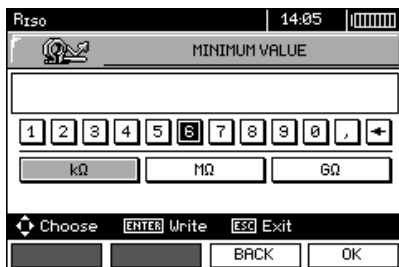 RISO 14:05
MINIMUM VALUE
1 2 3 4 5 6 7 8 9 0 , ←
kΩ MΩ GΩ
Choose ENTER Write ESC Exit
BACK OK